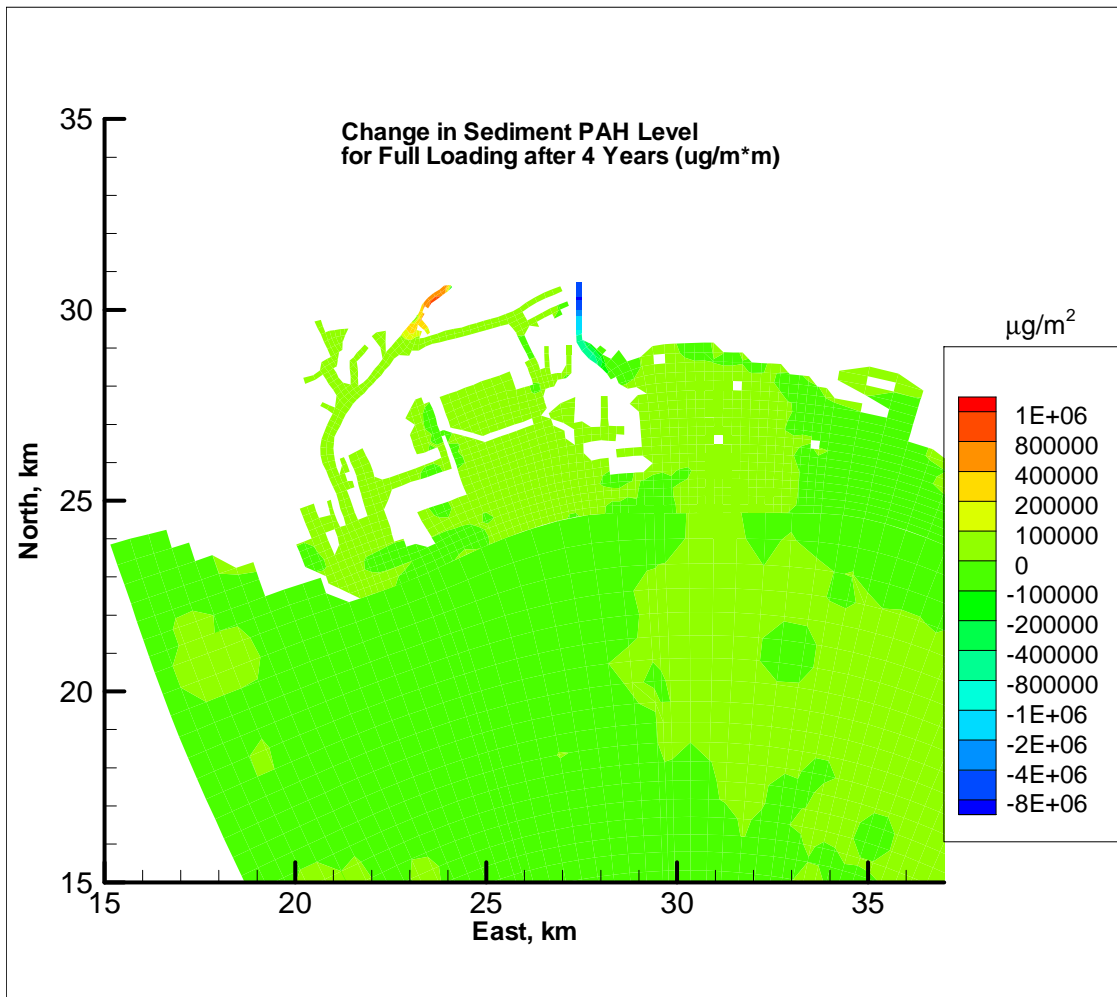 Change in Sediment PAH Level
for Full Loading after 4 Years (ug/m*m)
35
30
25
20
15
North, km
15
20
25
30
35
East, km
μg/m²
1E+06
800000
400000
200000
100000
0
-100000
-200000
-400000
-800000
-1E+06
-2E+06
-4E+06
-8E+06